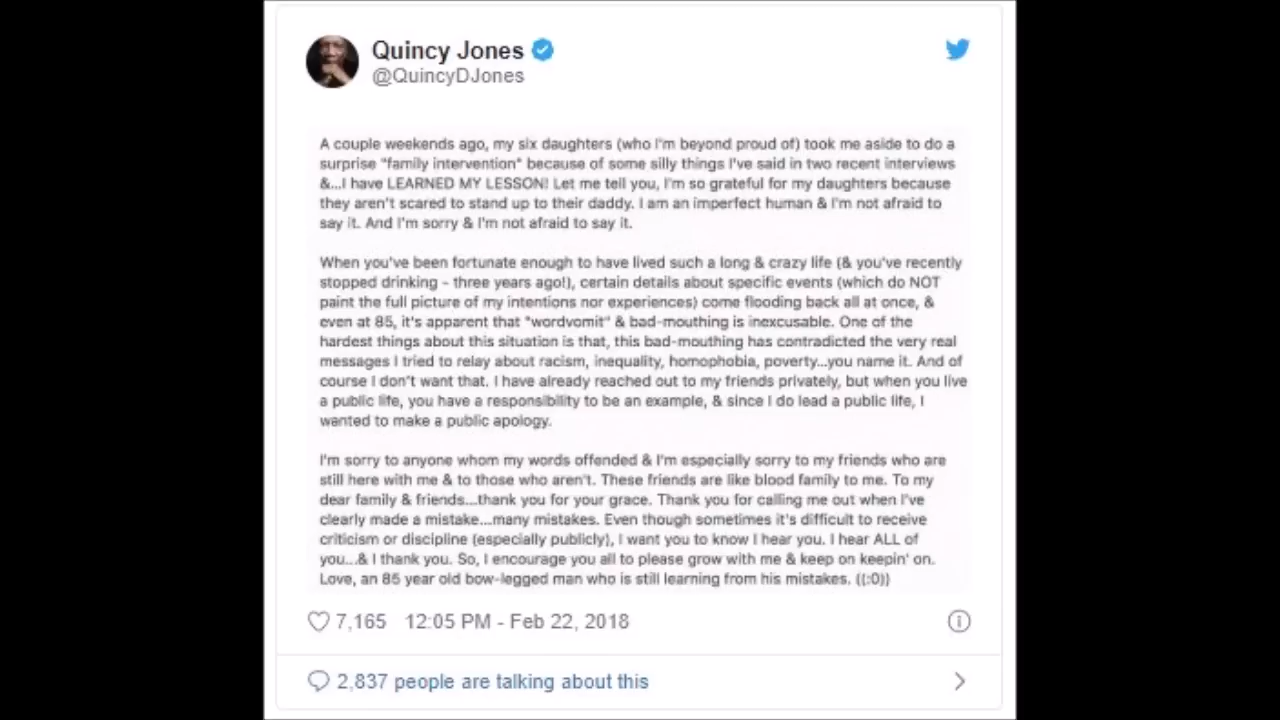 Quincy Jones
@QuincyDJones
A couple weekends ago, my six daughters (who I'm beyond proud of) took me aside to do a
surprise "family intervention" because of some silly things I've said in two recent interviews
&...I have LEARNED MY LESSON! Let me tell you, I'm so grateful for my daughters because
they aren't scared to stand up to their daddy. I am an imperfect human & I'm not afraid to
say it. And I'm sorry & I'm not afraid to say it.
When you've been fortunate enough to have lived such a long & crazy life (& you've recently
stopped drinking - three years ago!), certain details about specific events (which do NOT
paint the full picture of my intentions nor experiences) come flooding back all at once, &
even at 85, it's apparent that "wordvomit" & bad-mouthing is inexcusable. One of the
hardest things about this situation is that, this bad-mouthing has contradicted the very real
messages I tried to relay about racism, inequality, homophobia, poverty...you name it. And of
course I don't want that. I have already reached out to my friends privately, but when you live
a public life, you have a responsibility to be an example, & since I do lead a public life, I
wanted to make a public apology.
I'm sorry to anyone whom my words offended & I'm especially sorry to my friends who are
still here with me & to those who aren't. These friends are like blood family to me. To my
dear family & friends...thank you for your grace. Thank you for calling me out when I've
clearly made a mistake...many mistakes. Even though sometimes it's difficult to receive
criticism or discipline (especially publicly), I want you to know I hear you. I hear ALL of
you...& I thank you. So, I encourage you all to please grow with me & keep on keepin' on.
Love, an 85 year old bow-legged man who is still learning from his mistakes. ((:0))
7,165 12:05 PM - Feb 22, 2018
2,837 people are talking about this